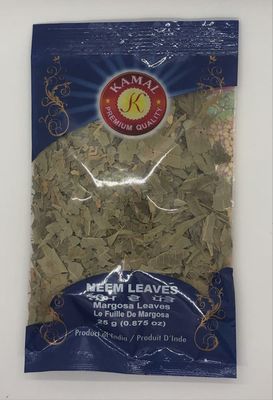 KAMAL
K
PREMIUM QUALITY
NEEM LEAVES
Margosa Leaves
Le Fuille De Margosa
25 g (0.875 oz)
Product of India / Produit D'Inde